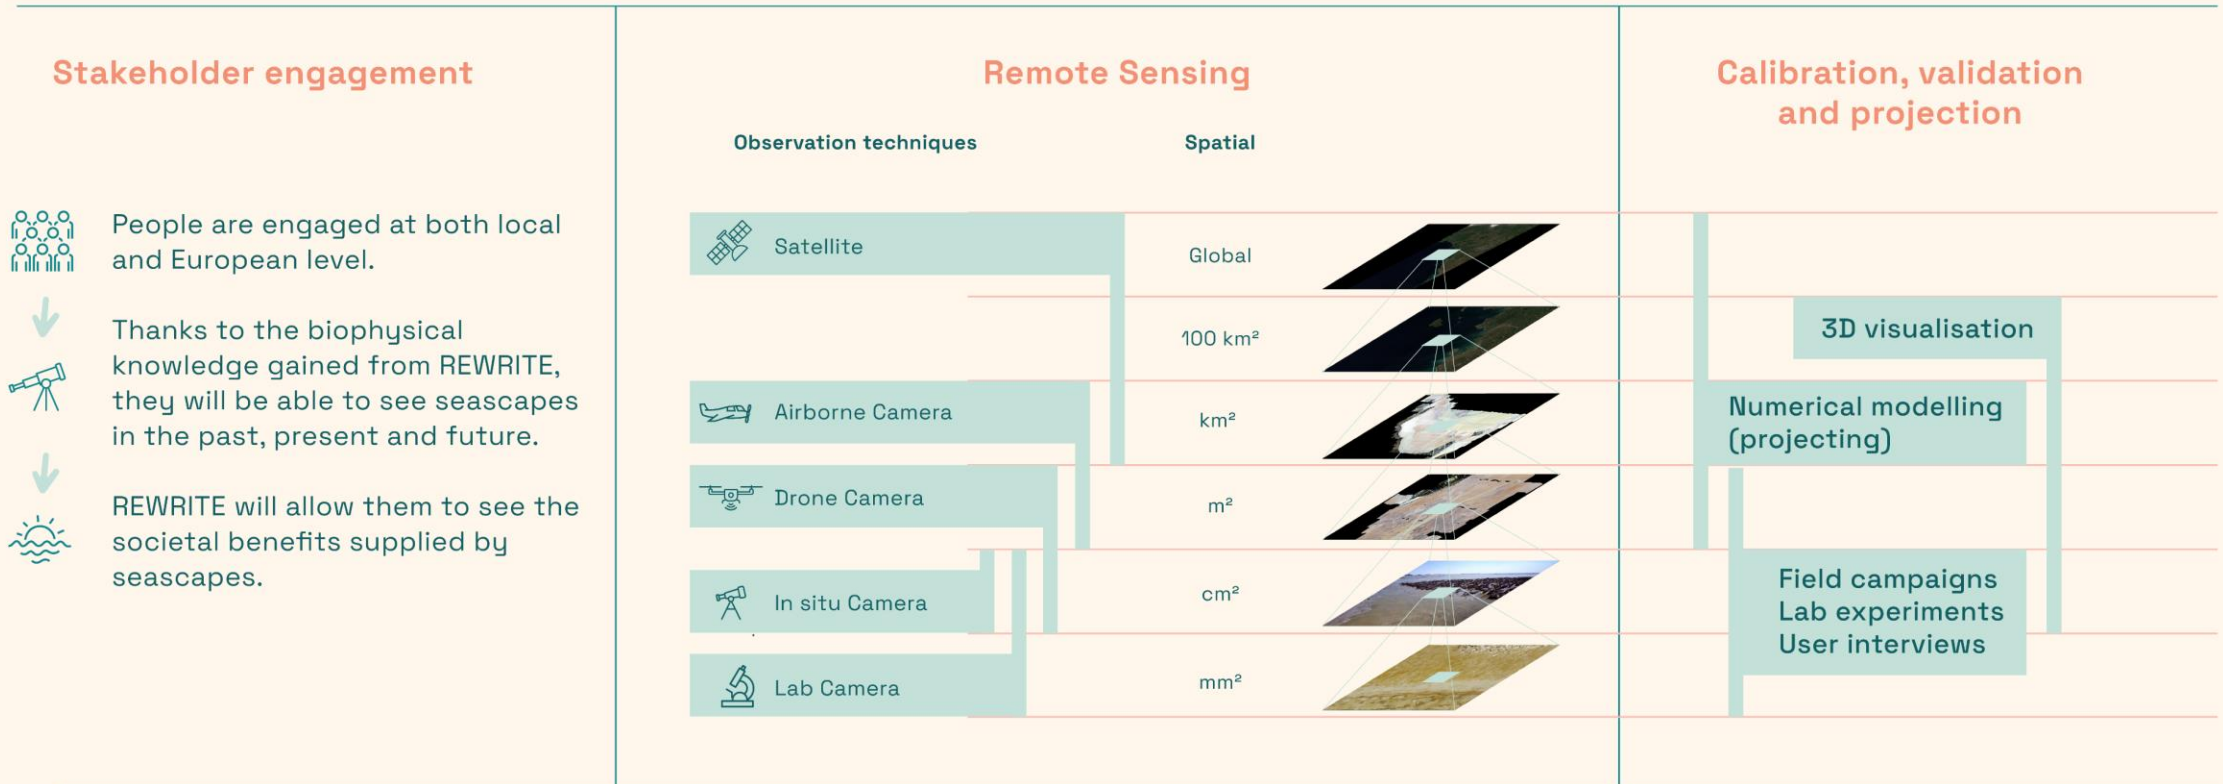 Stakeholder engagement
People are engaged at both local
and European level.
Thanks to the biophysical
knowledge gained from REWRITE,
they will be able to see seascapes
in the past, present and future.
REWRITE will allow them to see the
societal benefits supplied by
seascapes.
Remote Sensing
Observation techniques
Spatial
Satellite
Global
100 km²
Airborne Camera
km²
Drone Camera
m²
In situ Camera
cm²
Lab Camera
mm²
Calibration, validation
and projection
3D visualisation
Numerical modelling
(projecting)
Field campaigns
Lab experiments
User interviews